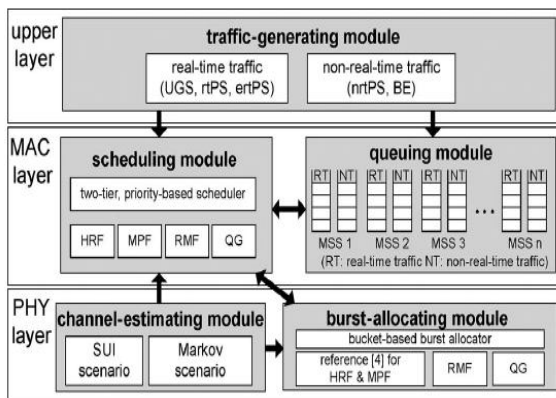 upper
layer
traffic-generating module
real-time traffic
(UGS, rtPS, ertPS)
non-real-time traffic
(nrtPS, BE)
MAC
layer
scheduling module
two-tier, priority-based scheduler
HRF MPF RMF QG
queuing module
RT NT RT NT RT NT RT NT
...
MSS 1 MSS 2 MSS 3 MSS n
(RT: real-time traffic NT: non-real-time traffic)
PHY
layer
channel-estimating module
SUI
scenario
Markov
scenario
burst-allocating module
bucket-based burst allocator
reference [4] for
HRF & MPF
RMF
QG